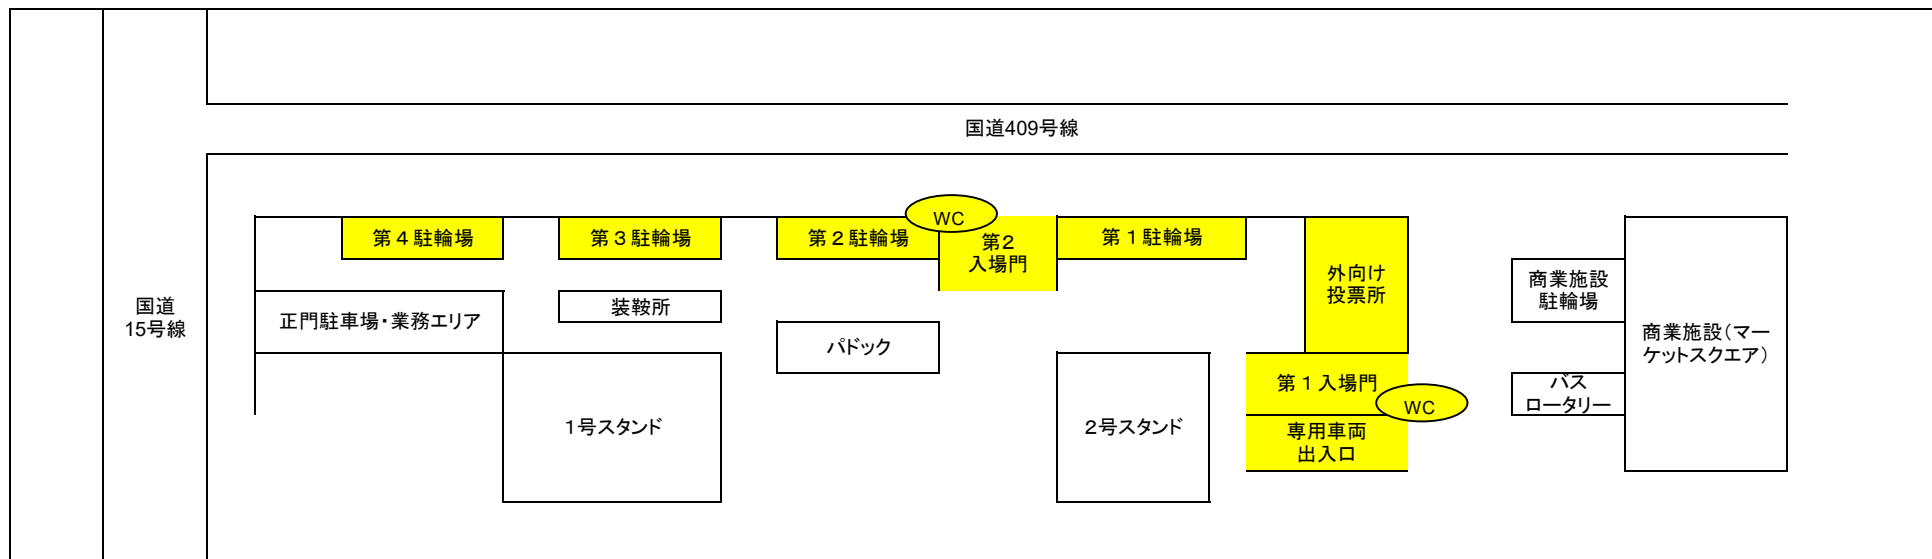 国道409号線
WC
第４駐輪場
第３駐輪場
第２駐輪場
第2
入場門
第１駐輪場
外向け
投票所
商業施設
駐輪場
国道
15号線
正門駐車場・業務エリア
装鞍所
パドック
商業施設（マー
ケットスクエア）
第１入場門
WC
バス
ロータリー
１号スタンド
２号スタンド
専用車両
出入口